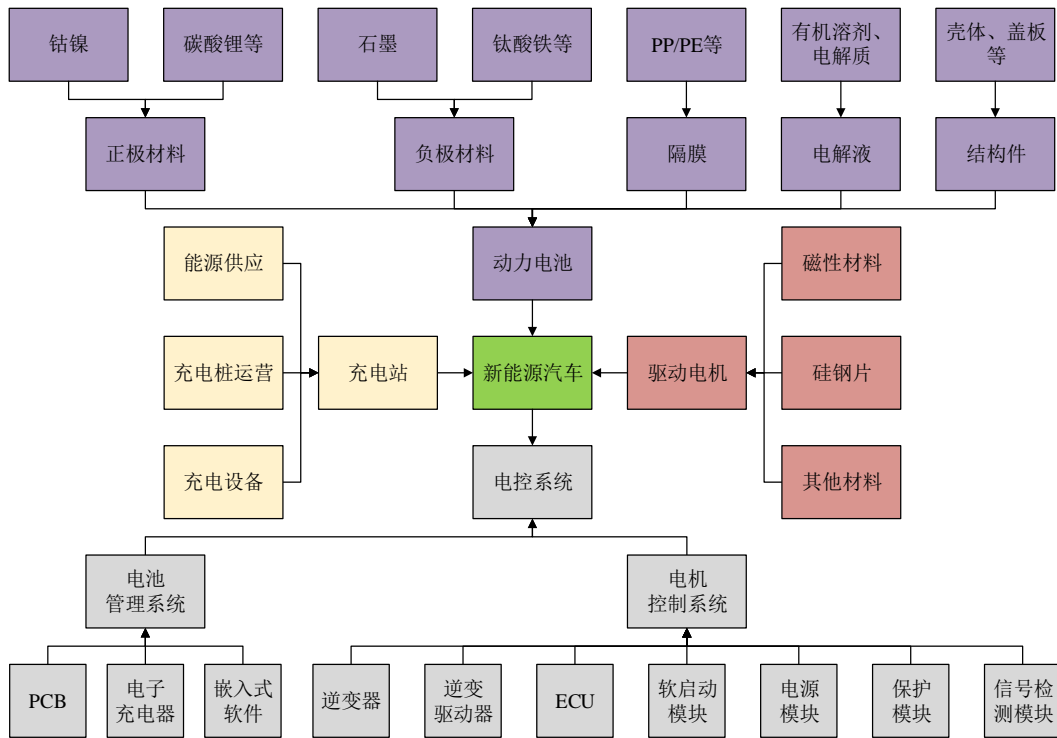 钴镍
碳酸锂等
石墨
钛酸铁等
PP/PE等
有机溶剂、
电解质
壳体、盖板
等
正极材料
负极材料
隔膜
电解液
结构件
能源供应
动力电池
磁性材料
充电桩运营
充电站
新能源汽车
驱动电机
硅钢片
充电设备
电控系统
其他材料
电池
管理系统
电机
控制系统
PCB
电子
充电器
嵌入式
软件
逆变器
逆变
驱动器
ECU
软启动
模块
电源
模块
保护
模块
信号检
测模块